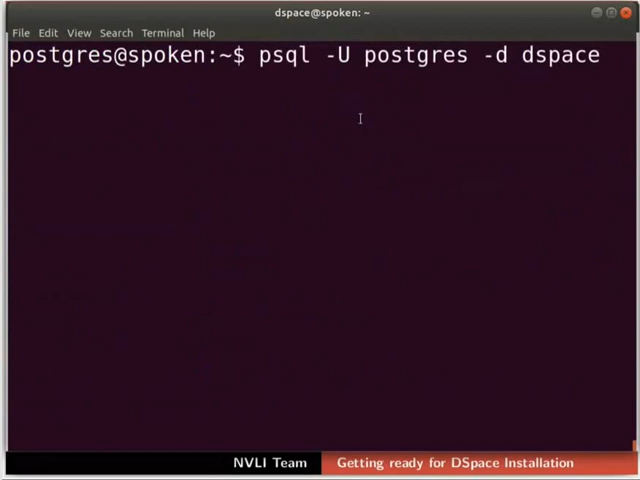 dspace@spoken: ~
File Edit View Search Terminal Help
postgres@spoken:~$ psql -U postgres -d dspace
NVLI Team Getting ready for DSpace Installation